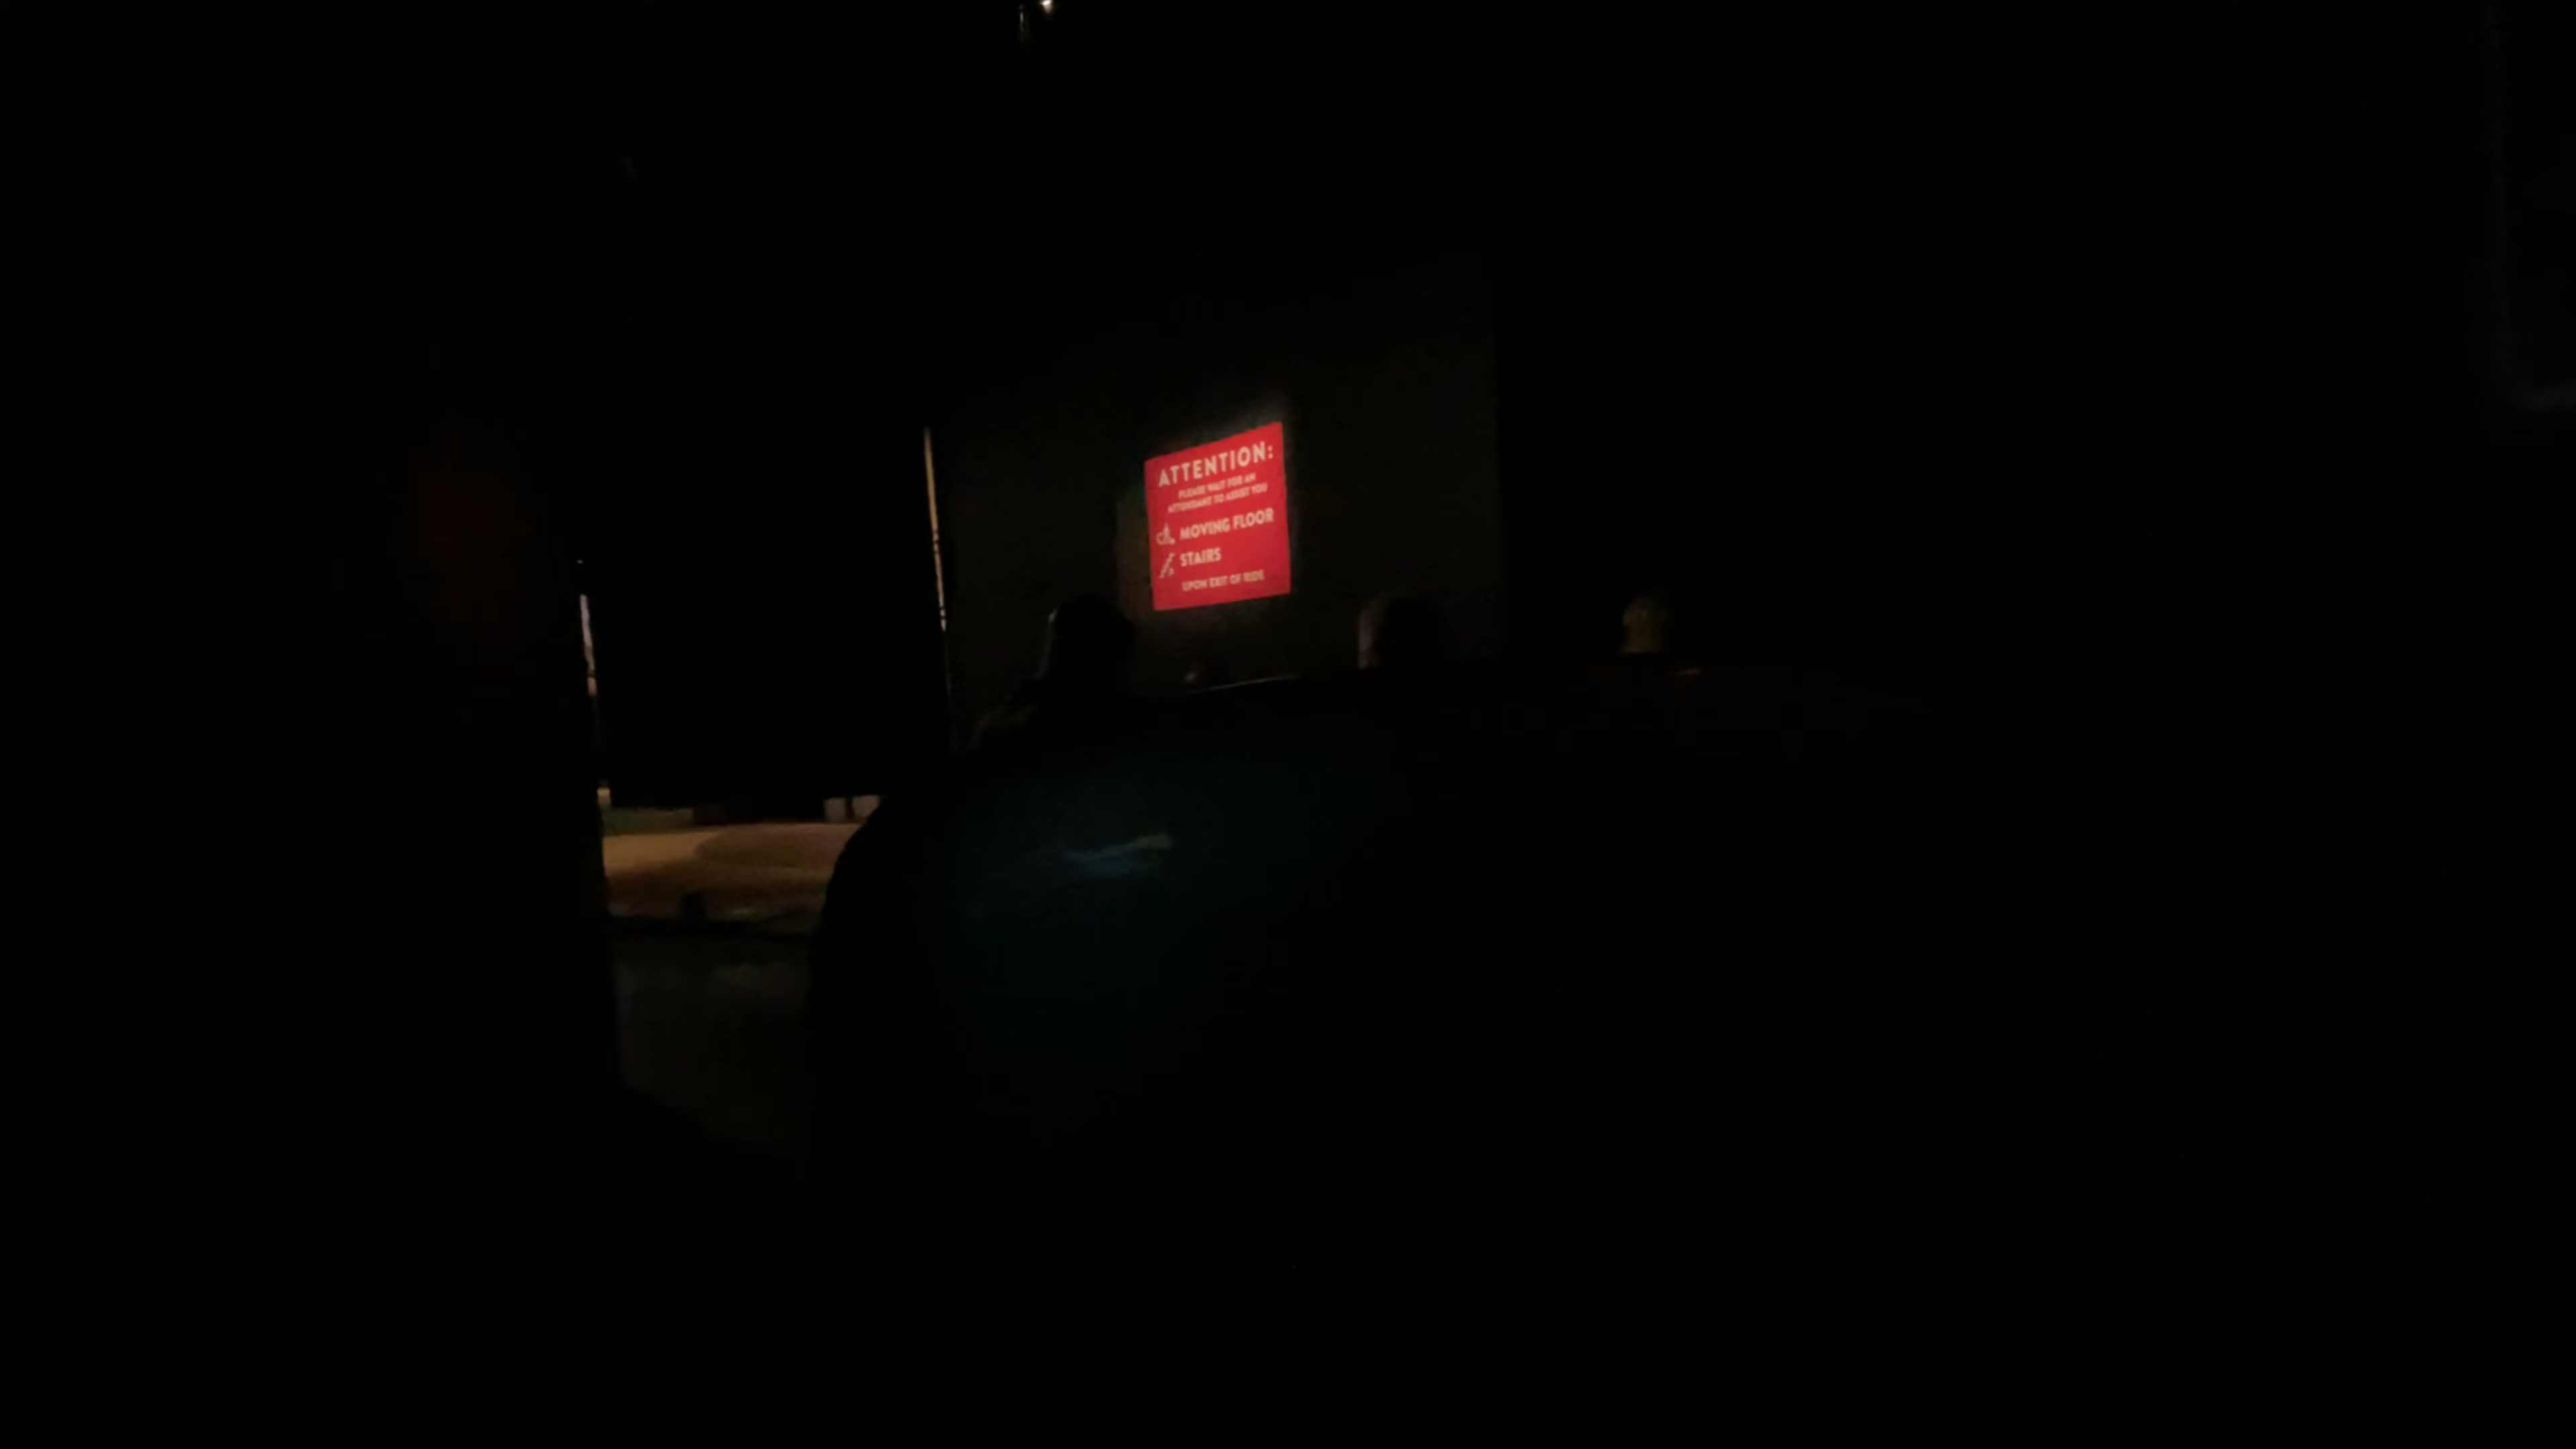 ATTENTION:
PLEASE WAIT FOR AN
ATTENDANT TO ASSIST YOU
MOVING FLOOR
STAIRS
UPON EXIT OF RIDE